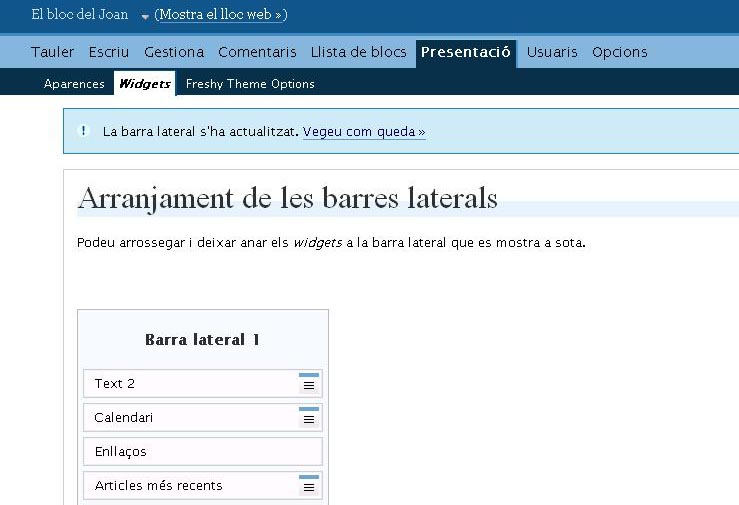 El bloc del Joan (Mostra el lloc web »)
Tauler Escriu Gestiona Comentaris Llista de blocs Presentació Usuaris Opcions
Aparences Widgets Freshy Theme Options
! La barra lateral s'ha actualitzat. Vegeu com queda »
Arranjament de les barres laterals
Podeu arrossegar i deixar anar els widgets a la barra lateral que es mostra a sota.
Barra lateral 1
Text 2
Calendari
Enllaços
Articles més recents